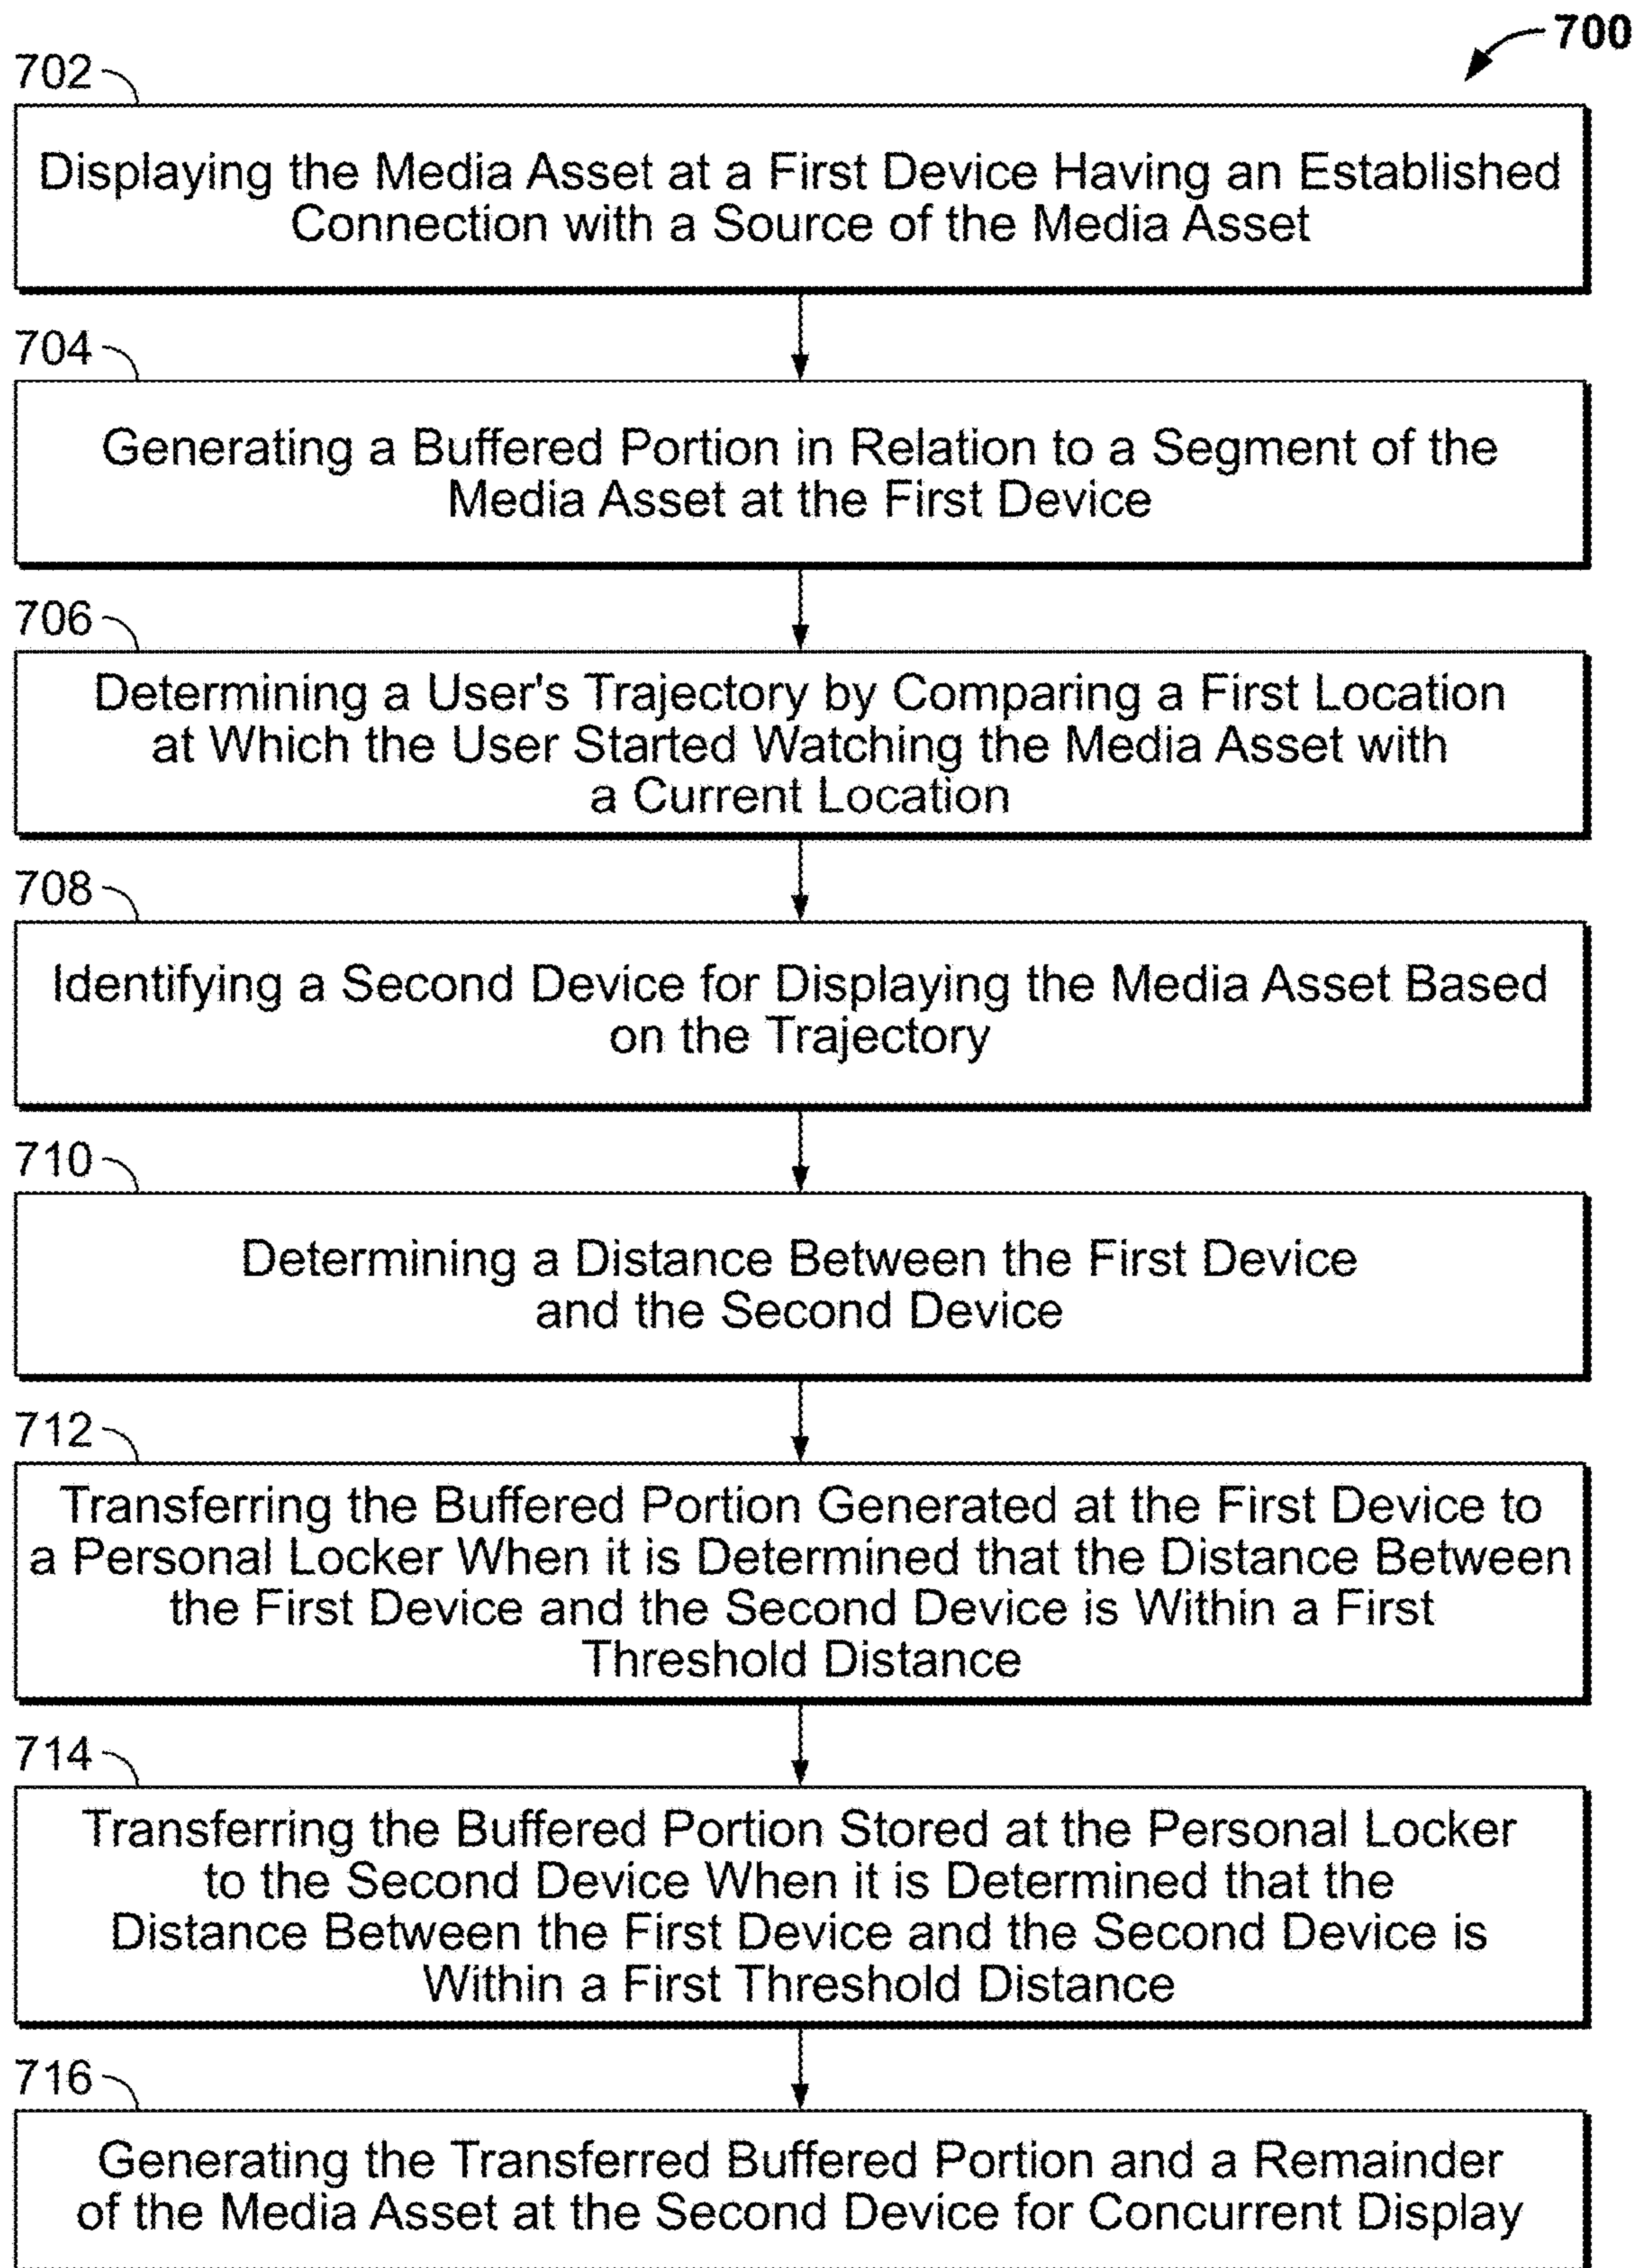 700
702
Displaying the Media Asset at a First Device Having an Established
Connection with a Source of the Media Asset
704
Generating a Buffered Portion in Relation to a Segment of the
Media Asset at the First Device
706
Determining a User's Trajectory by Comparing a First Location
at Which the User Started Watching the Media Asset with
a Current Location
708
Identifying a Second Device for Displaying the Media Asset Based
on the Trajectory
710
Determining a Distance Between the First Device
and the Second Device
712
Transferring the Buffered Portion Generated at the First Device to
a Personal Locker When it is Determined that the Distance Between
the First Device and the Second Device is Within a First
Threshold Distance
714
Transferring the Buffered Portion Stored at the Personal Locker
to the Second Device When it is Determined that the
Distance Between the First Device and the Second Device is
Within a First Threshold Distance
716
Generating the Transferred Buffered Portion and a Remainder
of the Media Asset at the Second Device for Concurrent Display